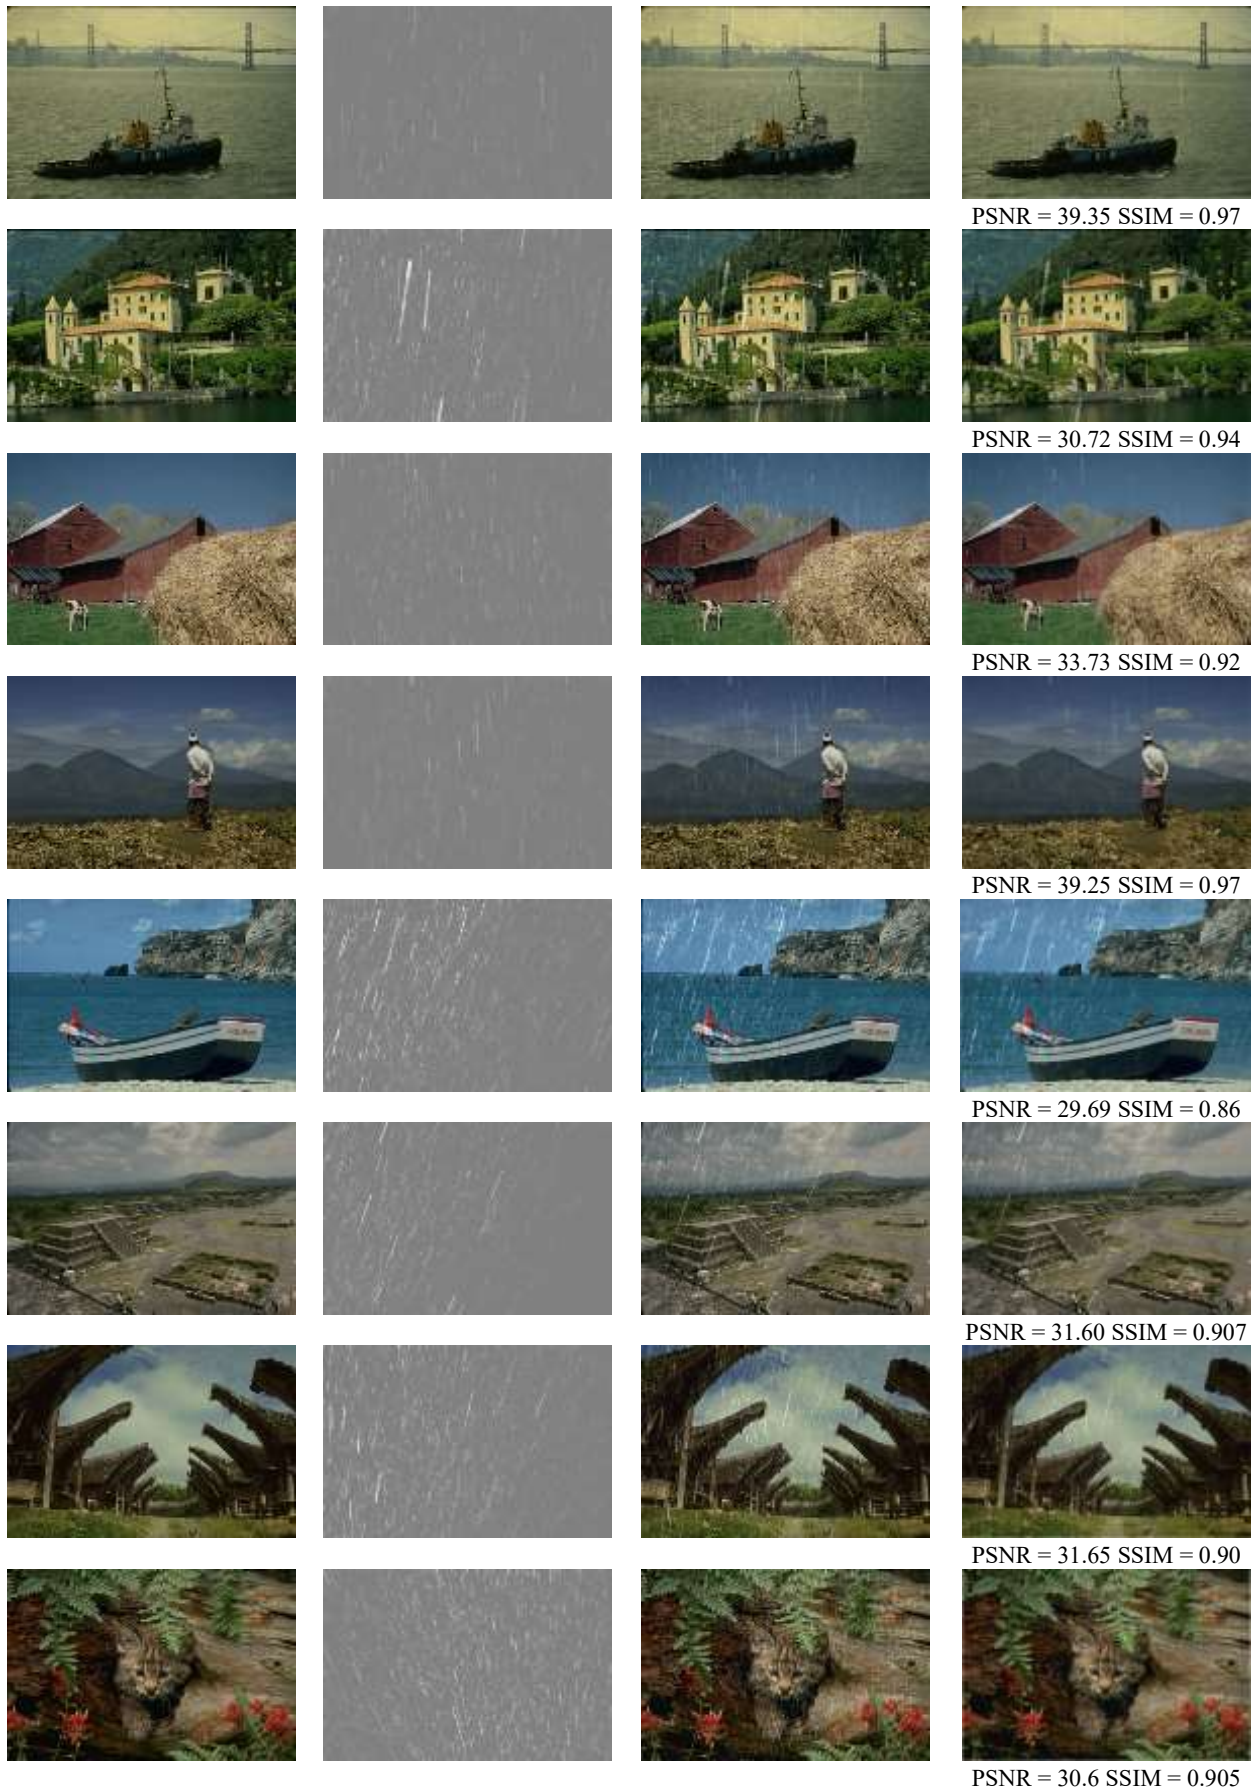 PSNR = 39.35 SSIM = 0.97
PSNR = 30.72 SSIM = 0.94
PSNR = 33.73 SSIM = 0.92
PSNR = 39.25 SSIM = 0.97
PSNR = 29.69 SSIM = 0.86
PSNR = 31.60 SSIM = 0.907
PSNR = 31.65 SSIM = 0.90
PSNR = 30.6 SSIM = 0.905